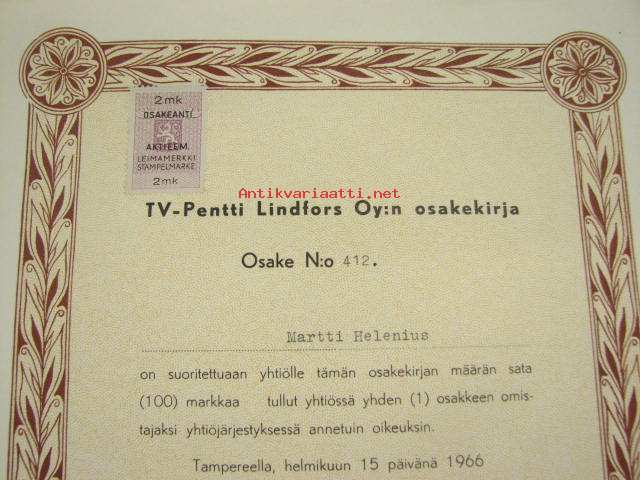 2 mk
OSAKEANTI
AKTIEEM.
LEIMAMERKKI
STÄMPELMÄRKE
2 mk
Antikvariaatti.net
TV-Pentti Lindfors Oy:n osakekirja
Osake N:o 412.
Martti Helenius
on suoritettuaan yhtiölle tämän osakekirjan määrän sata
(100) markkaa tullut yhtiössä yhden (1) osakkeen omis-
tajaksi yhtiöjärjestyksessä annetuin oikeuksin.
Tampereella, helmikuun 15 päivänä 1966